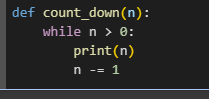 def count_down(n):
    while n > 0:
        print(n)
        n -= 1